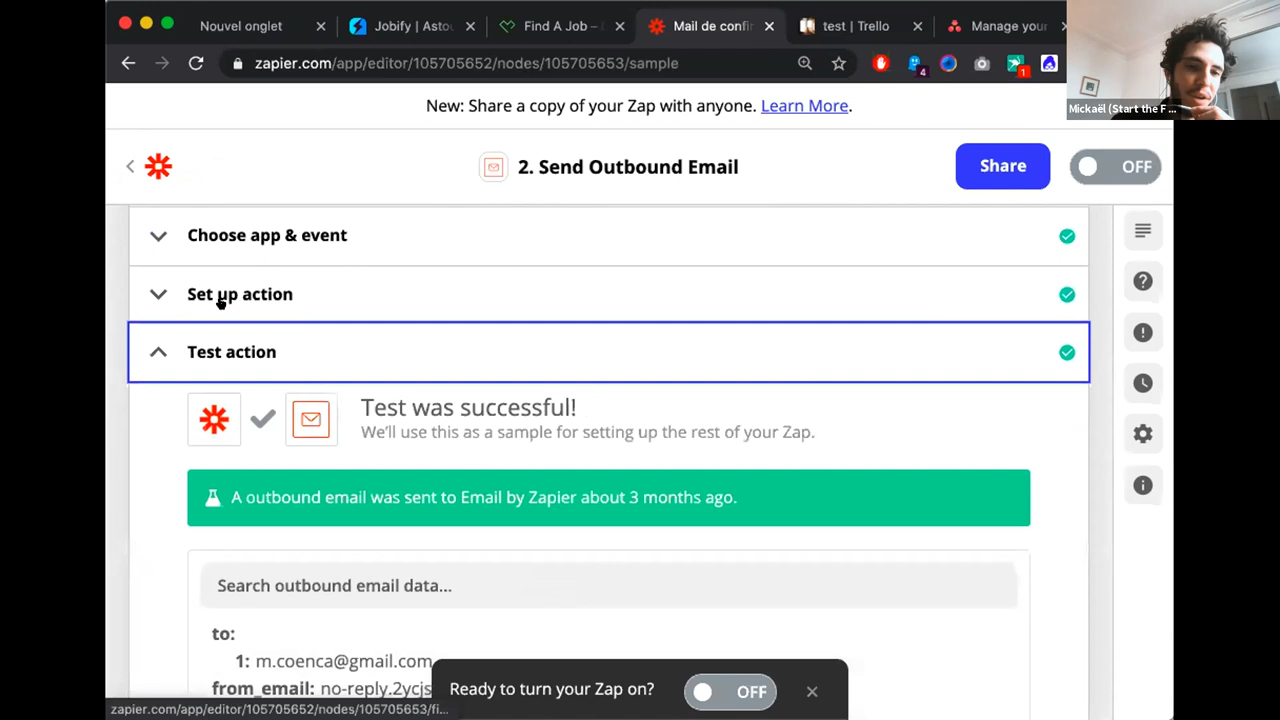 Nouvel onglet
Jobify | Astou
Find A Job –
Mail de confi
test | Trello
Manage your
zapier.com/app/editor/105705652/nodes/105705653/sample
4
1
Mickaël (Start the F ...
New: Share a copy of your Zap with anyone. Learn More.
2. Send Outbound Email
Share
OFF
Choose app & event
Set up action
Test action
Test was successful!
We'll use this as a sample for setting up the rest of your Zap.
A outbound email was sent to Email by Zapier about 3 months ago.
Search outbound email data...
to:
1: m.coenca@gmail.com
from_email: no-reply.2ycjs
Ready to turn your Zap on?
OFF
zapier.com/app/editor/105705652/nodes/105705653/fi...